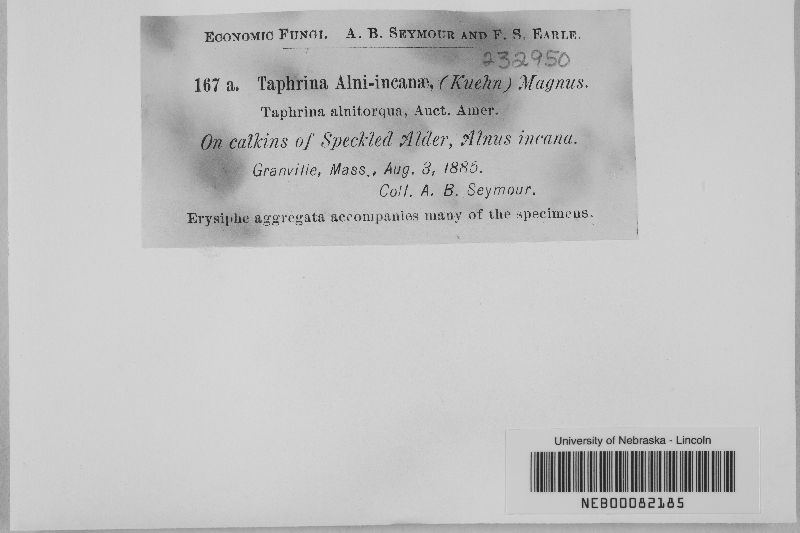 Economic Fungi. A. B. Seymour and F. S. Earle.
232950
167 a. Taphrina Alni-incanæ, (Kuehn) Magnus.
Taphrina alnitorqua, Auct. Amer.
On catkins of Speckled Alder, Alnus incana.
Granville, Mass., Aug. 3, 1885.
Coll. A. B. Seymour.
Erysiphe aggregata accompanies many of the specimens.
University of Nebraska - Lincoln
NEB00082185